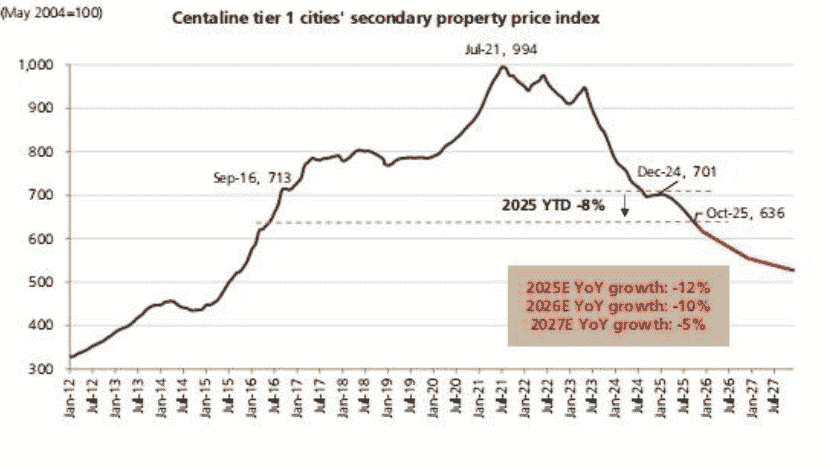 (May 2004=100)
Centaline tier 1 cities' secondary property price index
Jul-21, 994
1,000
900
800
700
600
500
400
300
Sep-16, 713
Dec-24, 701
2025 YTD -8%
Oct-25, 636
2025E YoY growth: -12%
2026E YoY growth: -10%
2027E YoY growth: -5%
Jan-12
Jul-12
Jan-13
Jul-13
Jan-14
Jul-14
Jan-15
Jul-15
Jan-16
Jul-16
Jan-17
Jul-17
Jan-18
Jul-18
Jan-19
Jul-19
Jan-20
Jul-20
Jan-21
Jul-21
Jan-22
Jul-22
Jan-23
Jul-23
Jan-24
Jul-24
Jan-25
Jul-25
Jan-26
Jul-26
Jan-27
Jul-27